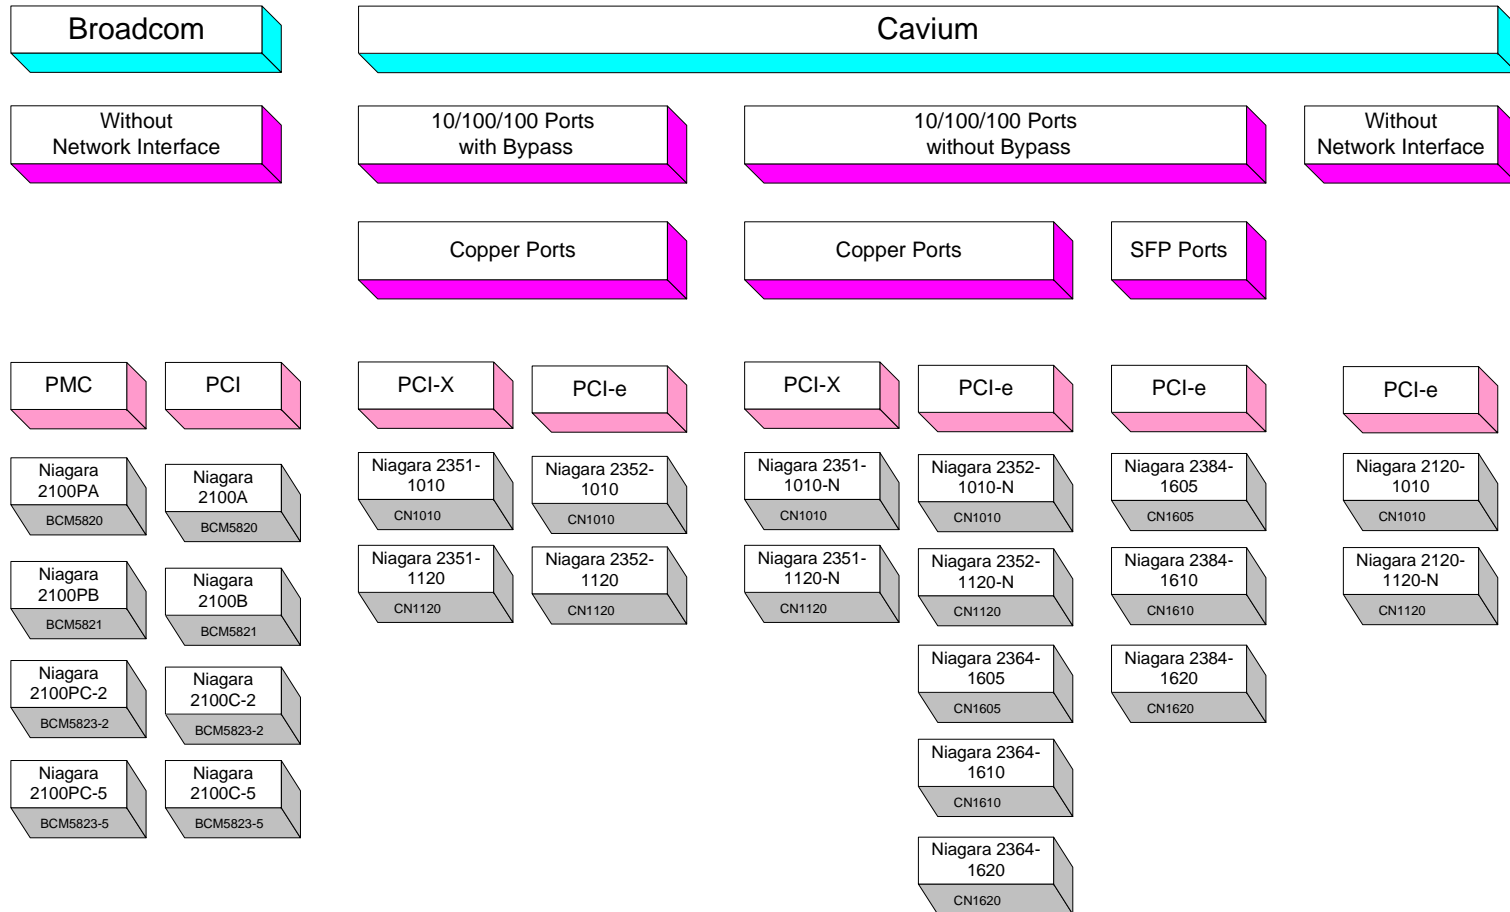 Broadcom
Cavium
Without
Network Interface
10/100/100 Ports
with Bypass
10/100/100 Ports
without Bypass
Without
Network Interface
Copper Ports
Copper Ports
SFP Ports
PMC
PCI
PCI-X
PCI-e
PCI-X
PCI-e
PCI-e
PCI-e
Niagara
2100PA
BCM5820
Niagara
2100A
BCM5820
Niagara 2351-
1010
CN1010
Niagara 2352-
1010
CN1010
Niagara 2351-
1010-N
CN1010
Niagara 2352-
1010-N
CN1010
Niagara 2384-
1605
CN1605
Niagara 2120-
1010
CN1010
Niagara
2100PB
BCM5821
Niagara
2100B
BCM5821
Niagara 2351-
1120
CN1120
Niagara 2352-
1120
CN1120
Niagara 2351-
1120-N
CN1120
Niagara 2352-
1120-N
CN1120
Niagara 2384-
1610
CN1610
Niagara 2120-
1120-N
CN1120
Niagara
2100PC-2
BCM5823-2
Niagara
2100C-2
BCM5823-2
Niagara 2364-
1605
CN1605
Niagara 2384-
1620
CN1620
Niagara
2100PC-5
BCM5823-5
Niagara
2100C-5
BCM5823-5
Niagara 2364-
1610
CN1610
Niagara 2364-
1620
CN1620